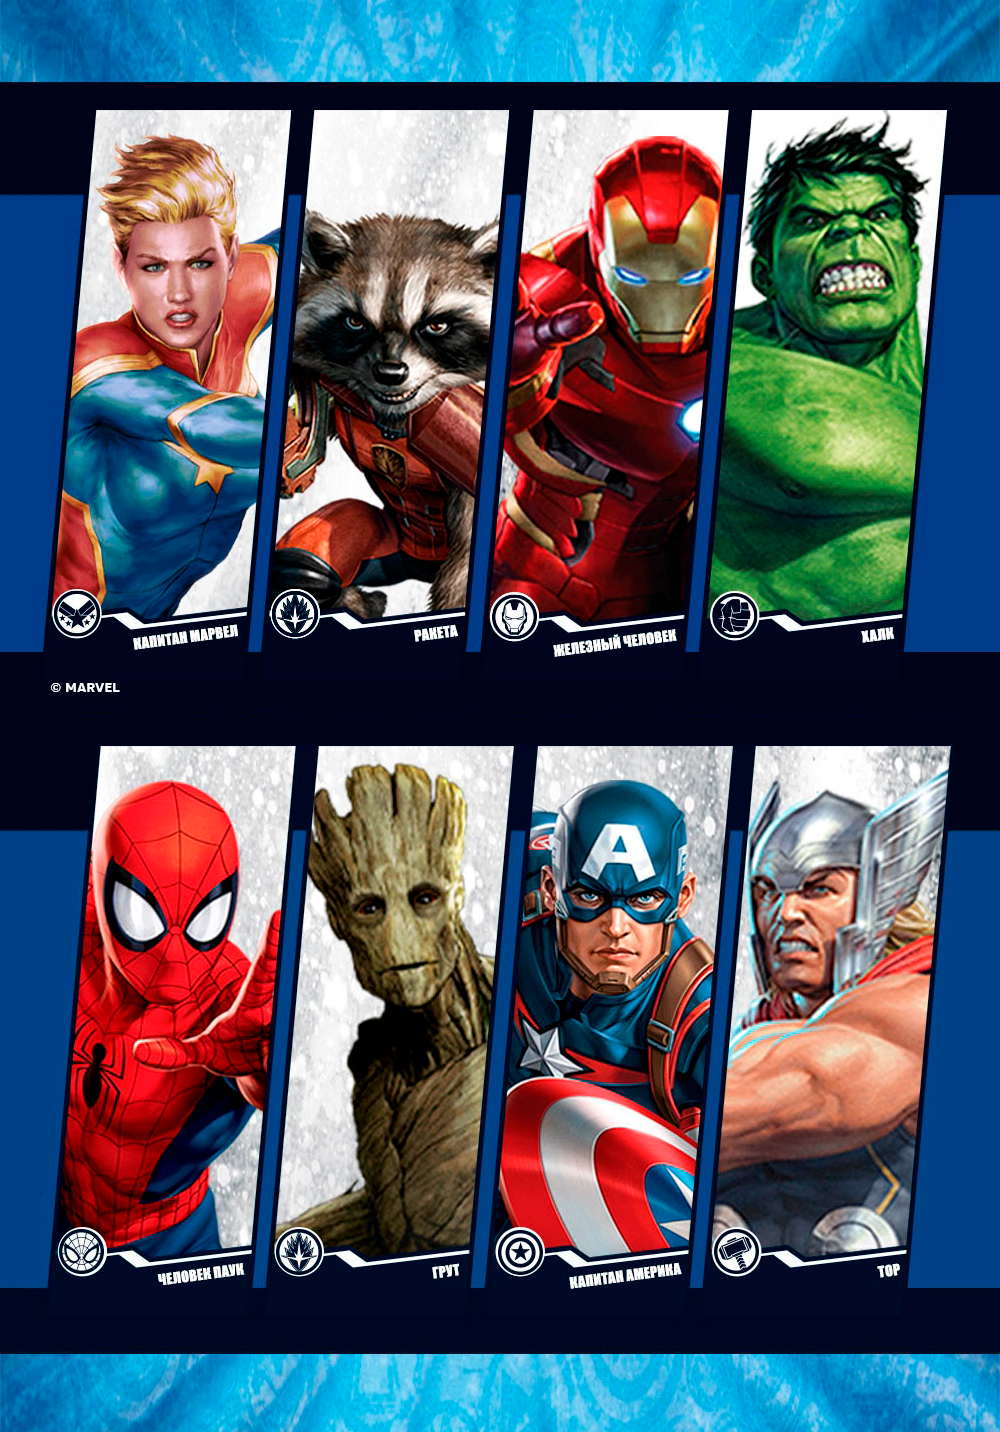 КАПИТАН МАРВЕЛ
РАКЕТА
ЖЕЛЕЗНЫЙ ЧЕЛОВЕК
ХАЛК
© MARVEL
A
ЧЕЛОВЕК ПАУК
ГРУТ
КАПИТАН АМЕРИКА
ТОР